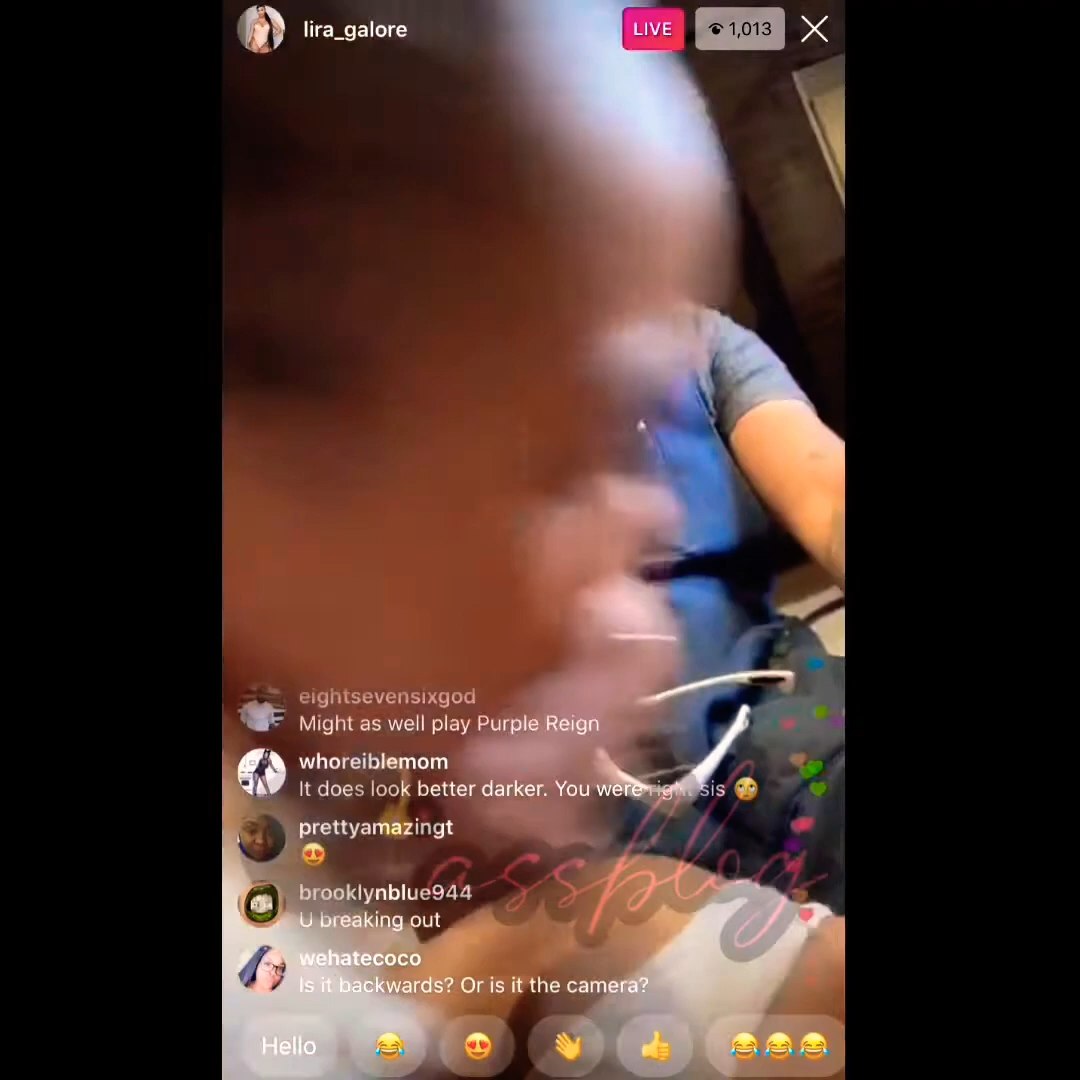 lira_galore
LIVE
1,013
eightsevensixgod
Might as well play Purple Reign
whoreiblemom
It does look better darker. You were right sis 🙄
prettyamazingt
😍
brooklynblue944
U breaking out
assblog
wehatecoco
Is it backwards? Or is it the camera?
Hello 😂 😍 👋 👍 😂😂😂